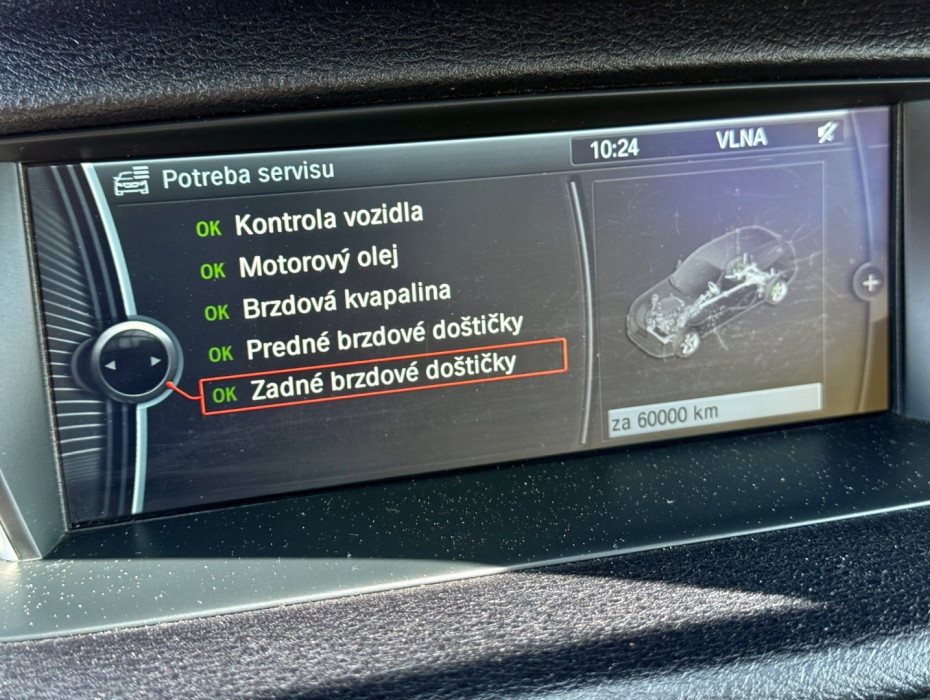 Potreba servisu
10:24
VLNA
OK Kontrola vozidla
OK Motorový olej
OK Brzdová kvapalina
OK Predné brzdové doštičky
OK Zadné brzdové doštičky
za 60000 km